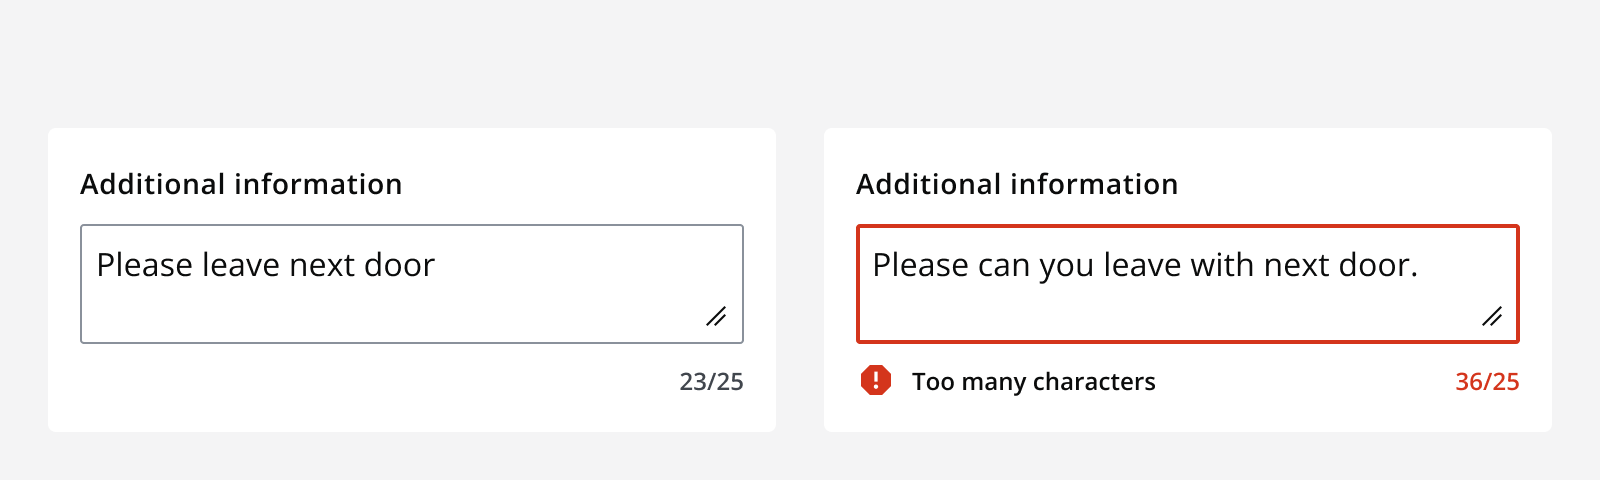 Additional information
Please leave next door
23/25
Additional information
Please can you leave with next door.
Too many characters
36/25